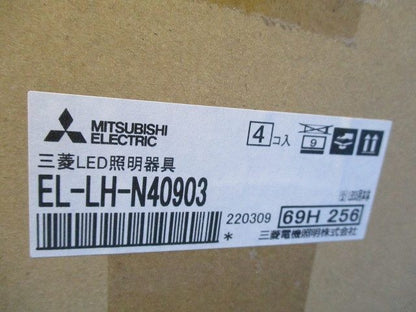 MITSUBISHI
ELECTRIC
4コ入
9
三菱LED照明器具
EL-LH-N40903
220309
69H 256
*
三菱電機照明株式会社